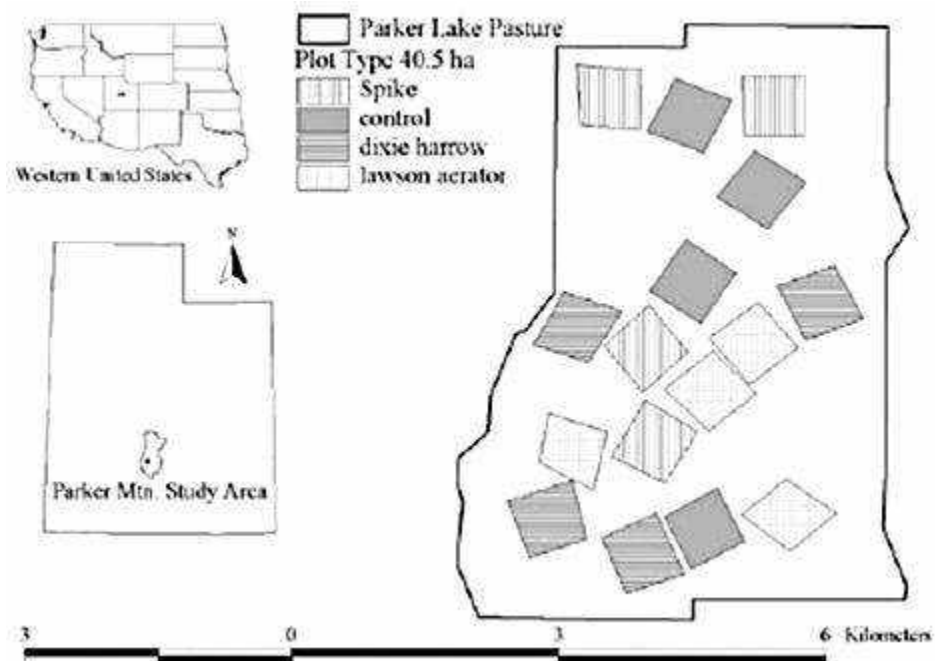 Parker Lake Pasture
Plot Type 40.5 ha
Spike
control
dixie harrow
lawson aerator
Western United States
N
Parker Mtn. Study Area
3 0 3 6 Kilometers